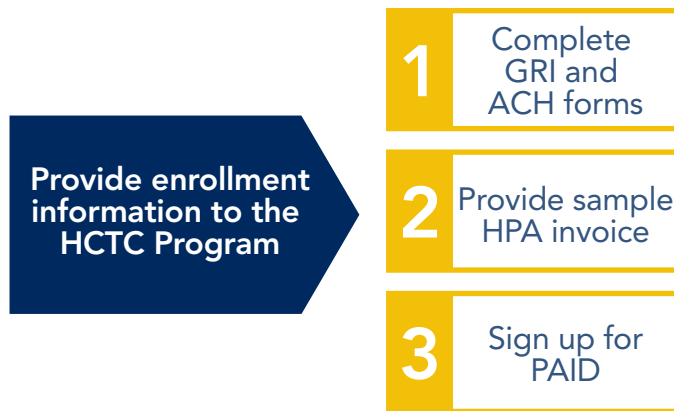 Provide enrollment
information to the
HCTC Program
1
Complete
GRI and
ACH forms
2
Provide sample
HPA invoice
3
Sign up for
PAID